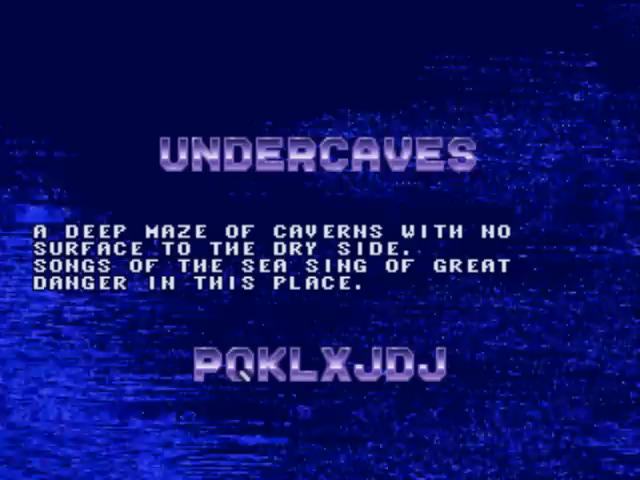 UNDERCAVES
A DEEP MAZE OF CAVERNS WITH NO
SURFACE TO THE DRY SIDE.
SONGS OF THE SEA SING OF GREAT
DANGER IN THIS PLACE.
PQKLXJDJ